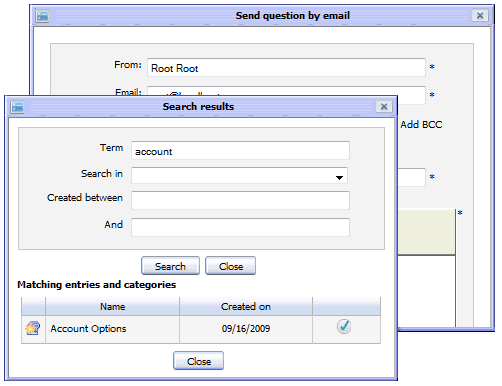 Send question by email
From: Root Root *
Email: *
Add BCC
*
*
Search results
Term account
Search in
Created between
And
Search Close
Matching entries and categories
Name Created on
Account Options 09/16/2009
Close